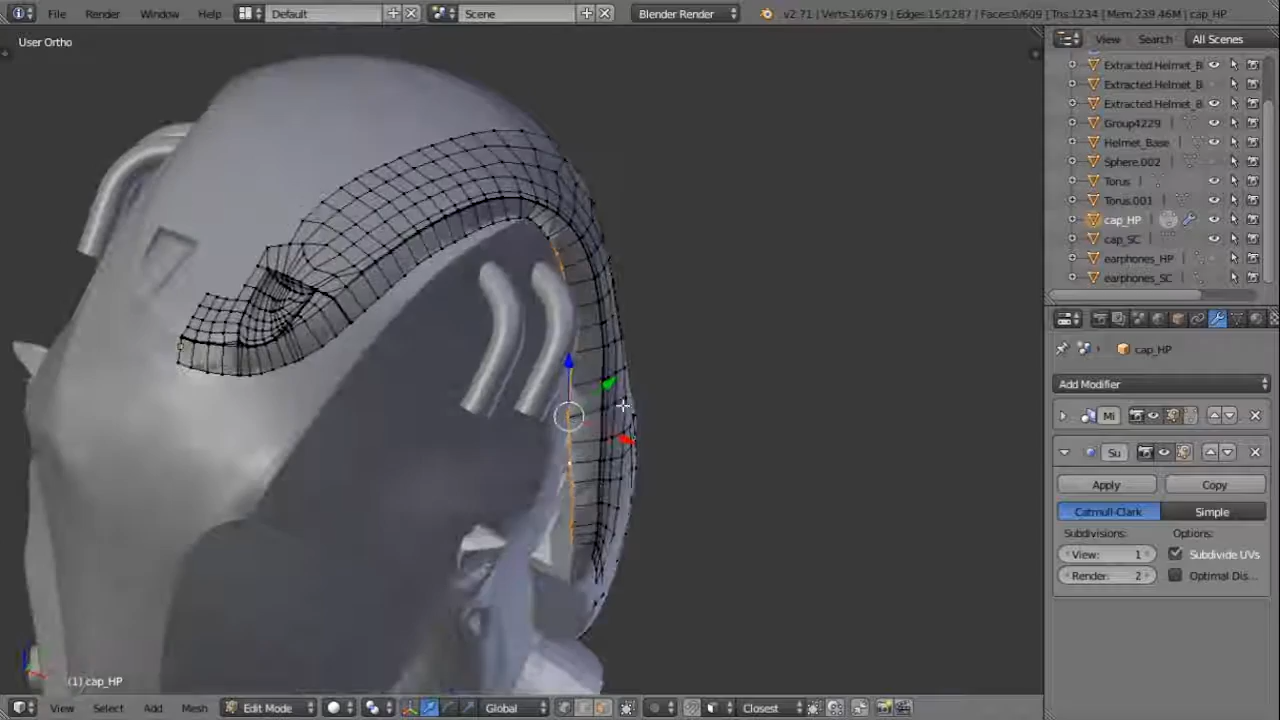 File Render Window Help Default Scene Blender Render v2.71 | Verts:16/679 | Edges:15/1287 | Faces:0/609 | Tris:1234 | Mem:239.46M | cap_HP
User Ortho
View Search All Scenes
Extracted.Helmet_B
Extracted.Helmet_B
Extracted.Helmet_B
Group4229
Helmet_Base
Sphere.002
Torus
Torus.001
cap_HP
cap_SC
earphones_HP
earphones_SC
cap_HP
Add Modifier
Mi
Su
Apply Copy
Catmull-Clark Simple
Subdivisions: Options:
View: 1 Subdivide UVs
Render: 2 Optimal Dis...
(1) cap_HP
View Select Add Mesh Edit Mode Global Closest